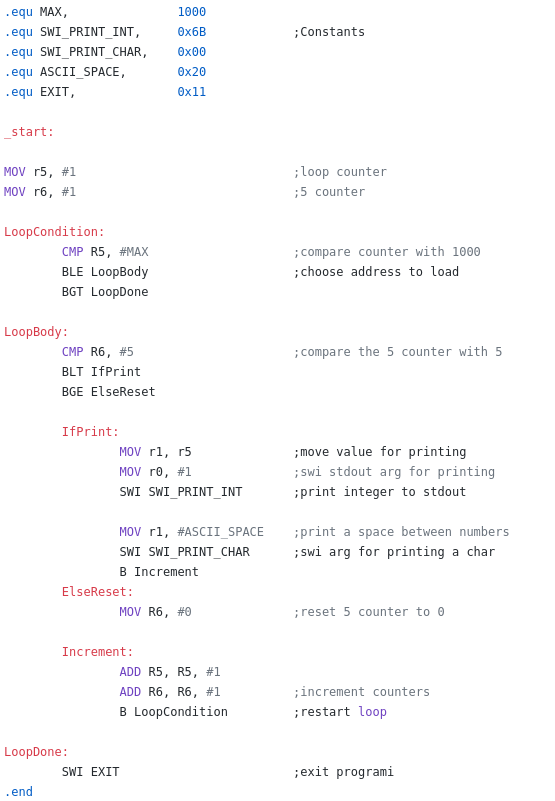 .equ MAX, 1000
.equ SWI_PRINT_INT, 0x6B ;Constants
.equ SWI_PRINT_CHAR, 0x00
.equ ASCII_SPACE, 0x20
.equ EXIT, 0x11
_start:
MOV r5, #1 ;loop counter
MOV r6, #1 ;5 counter
LoopCondition:
CMP R5, #MAX ;compare counter with 1000
BLE LoopBody ;choose address to load
BGT LoopDone
LoopBody:
CMP R6, #5 ;compare the 5 counter with 5
BLT IfPrint
BGE ElseReset
IfPrint:
MOV r1, r5 ;move value for printing
MOV r0, #1 ;swi stdout arg for printing
SWI SWI_PRINT_INT ;print integer to stdout
MOV r1, #ASCII_SPACE ;print a space between numbers
SWI SWI_PRINT_CHAR ;swi arg for printing a char
B Increment
ElseReset:
MOV R6, #0 ;reset 5 counter to 0
Increment:
ADD R5, R5, #1
ADD R6, R6, #1 ;increment counters
B LoopCondition ;restart loop
LoopDone:
SWI EXIT ;exit programi
.end